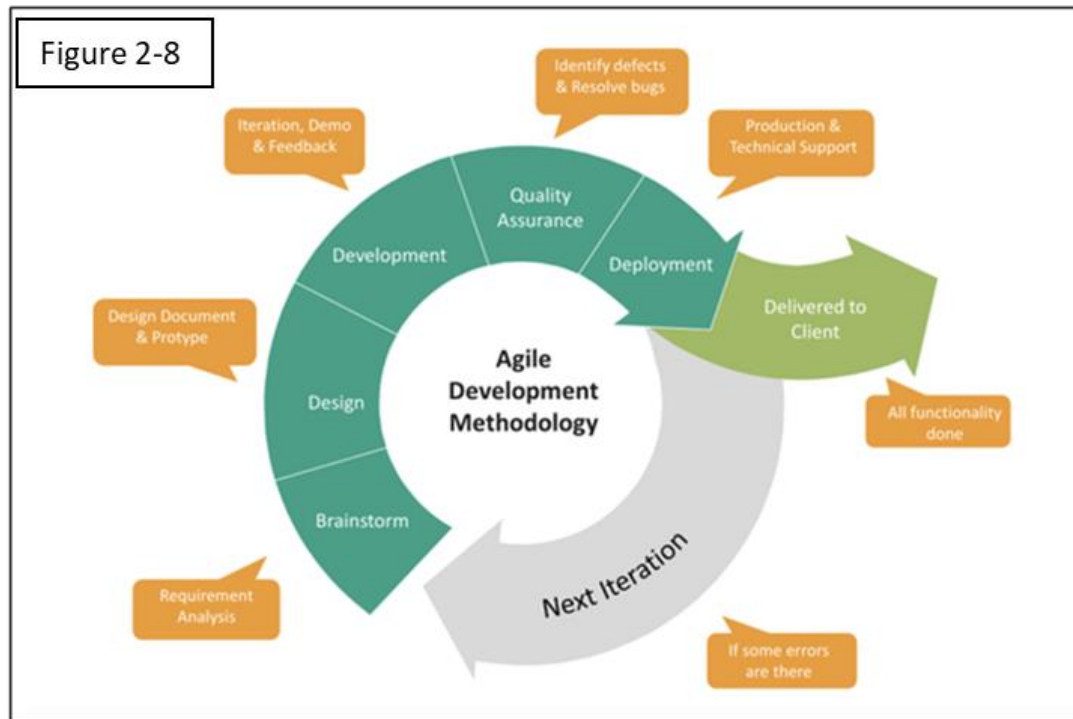 Figure 2-8
Identify defects
& Resolve bugs
Iteration, Demo
& Feedback
Production &
Technical Support
Quality
Assurance
Development
Deployment
Delivered to
Client
Design Document
& Protype
Agile
Development
Methodology
Design
All functionality
done
Brainstorm
Next Iteration
Requirement
Analysis
If some errors
are there